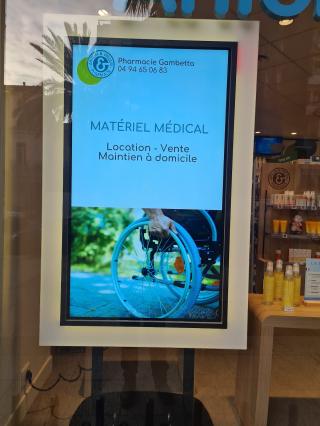 Pharmacie Gambetta
04 94 65 06 83
MATÉRIEL MÉDICAL
Location - Vente
Maintien à domicile